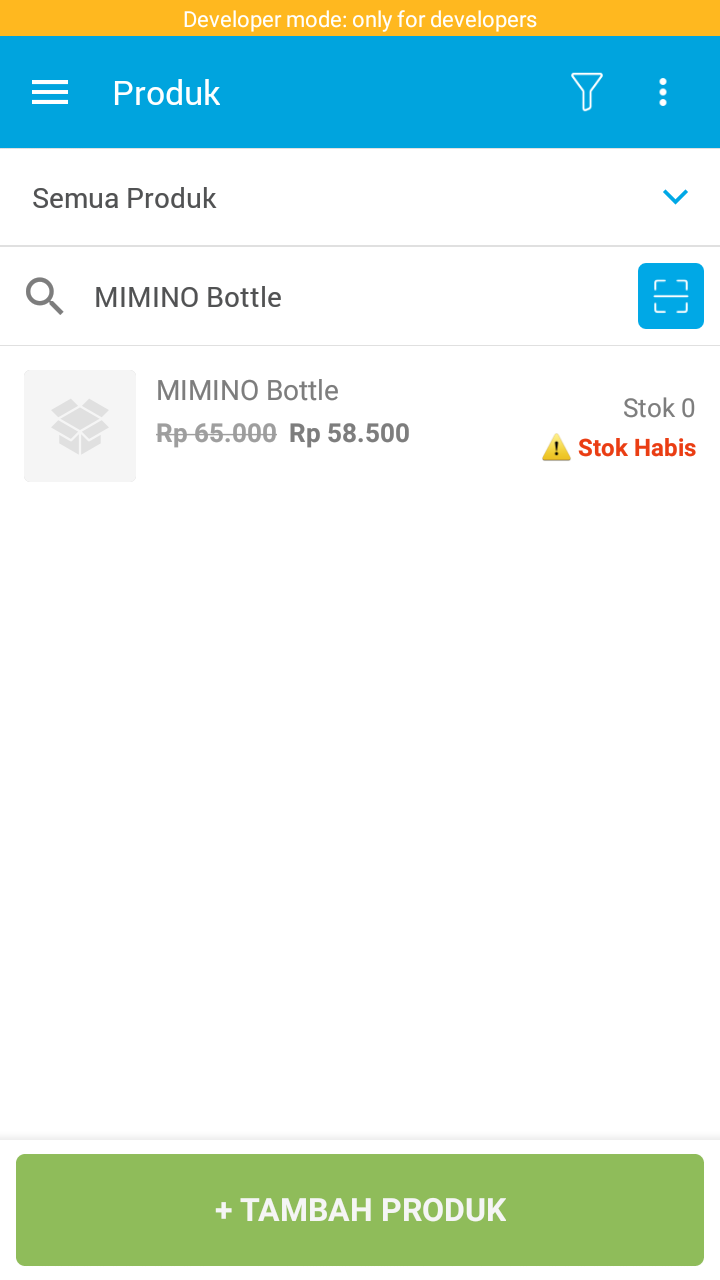 Developer mode: only for developers
Produk
Semua Produk
MIMINO Bottle
MIMINO Bottle
Rp 65.000 Rp 58.500
Stok 0
Stok Habis
+ TAMBAH PRODUK